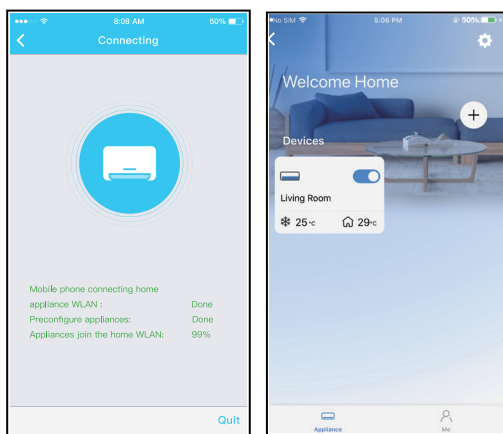 8:08 AM
50%
Connecting
Mobile phone connecting home
appliance WLAN : Done
Preconfigure appliances: Done
Appliances join the home WLAN: 99%
Quit
No SIM
5:06 PM
50%
Welcome Home
+
Devices
Living Room
25°C
29°C
Appliance
Me